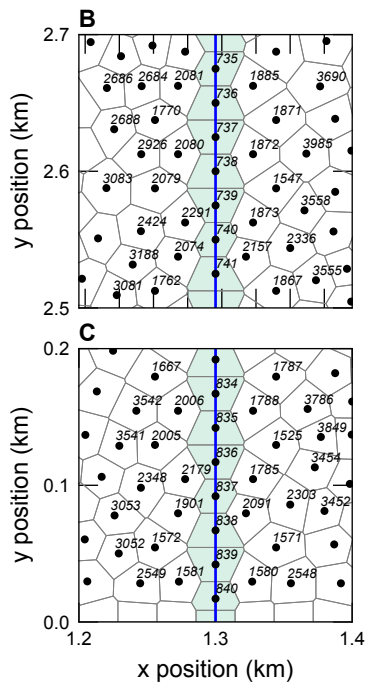 B
2.7
735
2686 2684 2081 1885 3690
736
1770 1871
2688 737
2926 2080 1872 3985
2.6 738
3083 2079 1547
739 3558
2291 1873
2424 740 2336
2074 2157
3188 741 3555
3081 1762 1867
2.5
y position (km)
C
0.2
1667 1787
834
3542 2006 1788 3786
835 3849
3541 2005 1525
836 3454
2179 1785
0.1 2348 837
2303 3452
3053 1901 2091
838
3052 1572 1571
839
2549 1581 1580 2548
840
0.0
y position (km)
1.2 1.3 1.4
x position (km)